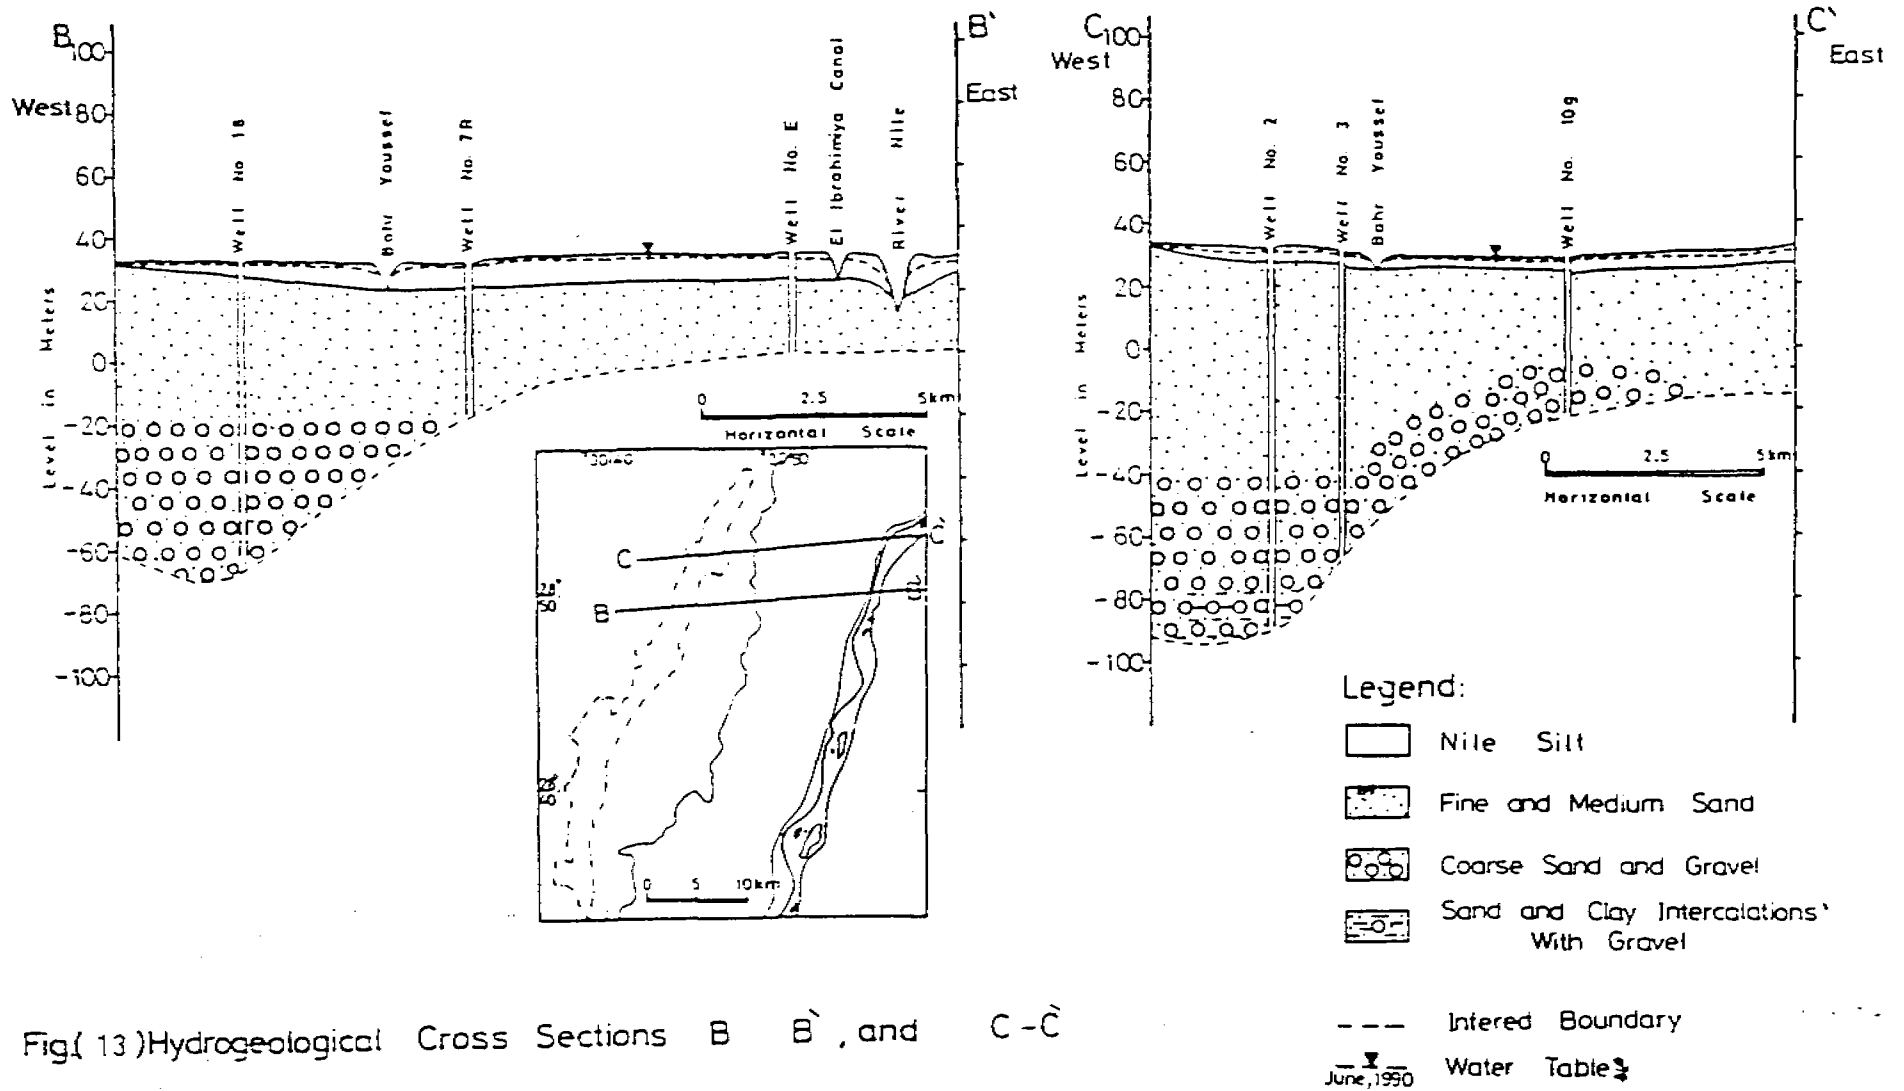 B
100
West 80
60
40
20
0
-20
-40
-60
-80
-100
Level in Meters
Well No 18
Bahr Youssef
Well No. 7A
Well No. E
El Ibrahimiya Canal
River Nile
B`
East
0 2.5 5km
Horizontal Scale
C
C`
B
0 5 10km
C
100
West
80
60
40
20
0
-20
-40
-60
-80
-100
Level in Meters
Well No. 2
Well No. 3
Bahr Youssef
Well No. 10g
C`
East
0 2.5 5km
Horizontal Scale
Legend:
Nile Silt
Fine and Medium Sand
Coarse Sand and Gravel
Sand and Clay Intercalations
With Gravel
Infered Boundary
June,1990 Water Table
Fig.( 13 )Hydrogeological Cross Sections B B`, and C-C`